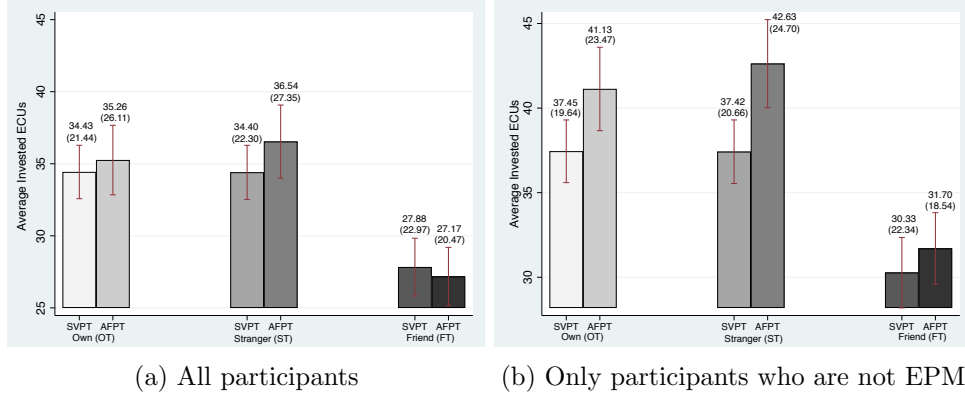 Average Invested ECUs
45
40
35
30
25
34.43
(21.44)
35.26
(26.11)
34.40
(22.30)
36.54
(27.35)
27.88
(22.97)
27.17
(20.47)
SVPT AFPT
Own (OT)
SVPT AFPT
Stranger (ST)
SVPT AFPT
Friend (FT)
(a) All participants
Average Invested ECUs
45
40
35
30
37.45
(19.64)
41.13
(23.47)
37.42
(20.66)
42.63
(24.70)
30.33
(22.34)
31.70
(18.54)
SVPT AFPT
Own (OT)
SVPT AFPT
Stranger (ST)
SVPT AFPT
Friend (FT)
(b) Only participants who are not EPM